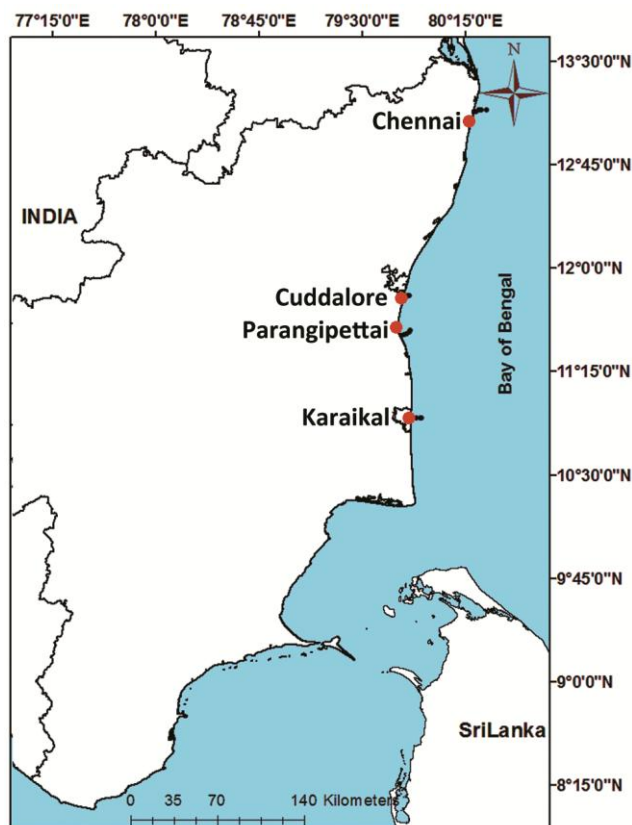 77°15'0"E 78°0'0"E 78°45'0"E 79°30'0"E 80°15'0"E
13°30'0"N
N
Chennai
12°45'0"N
INDIA
12°0'0"N
Cuddalore
Parangipettai
Bay of Bengal
11°15'0"N
Karaikal
10°30'0"N
9°45'0"N
9°0'0"N
SriLanka
8°15'0"N
0 35 70 140 Kilometers